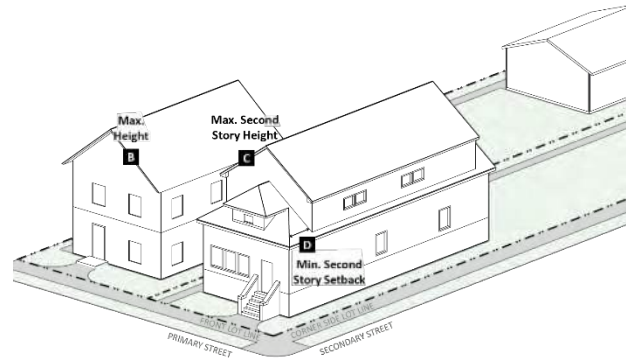 Max.
Height
B
Max. Second
Story Height
C
D
Min. Second
Story Setback
FRONT LOT LINE
CORNER SIDE LOT LINE
PRIMARY STREET
SECONDARY STREET